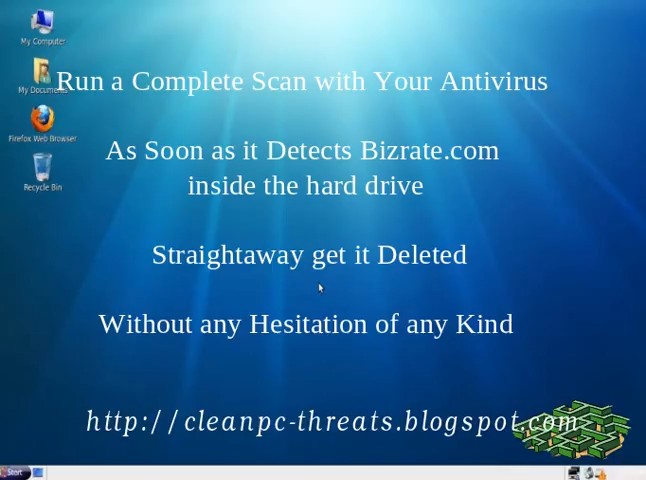 My Computer
My Documents
Run a Complete Scan with Your Antivirus
Firefox Web Browser
As Soon as it Detects Bizrate.com
inside the hard drive
Recycle Bin
Straightaway get it Deleted
Without any Hesitation of any Kind
http://cleanpc-threats.blogspot.com
Start